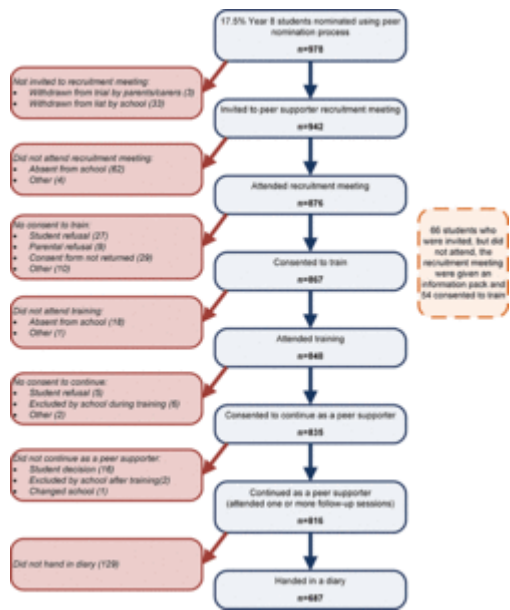 17.5% Year 8 students nominated using peer
nomination process
n=978
Not invited to recruitment meeting:
• Withdrawn from trial by parents/carers (3)
• Withdrawn from list by school (33)
Invited to peer supporter recruitment meeting
n=942
Did not attend recruitment meeting:
• Absent from school (62)
• Other (4)
Attended recruitment meeting
n=876
No consent to train:
• Student refusal (27)
• Parental refusal (9)
• Consent form not returned (29)
• Other (10)
66 students who
were invited, but did
not attend, the
recruitment meeting
were given an
information pack and
54 consented to train
Consented to train
n=867
Did not attend training:
• Absent from school (18)
• Other (1)
Attended training
n=848
No consent to continue:
• Student refusal (5)
• Excluded by school during training (6)
• Other (2)
Consented to continue as a peer supporter
n=835
Did not continue as a peer supporter:
• Student decision (16)
• Excluded by school after training(2)
• Changed school (1)
Continued as a peer supporter
(attended one or more follow-up sessions)
n=816
Did not hand in diary (129)
Handed in a diary
n=687